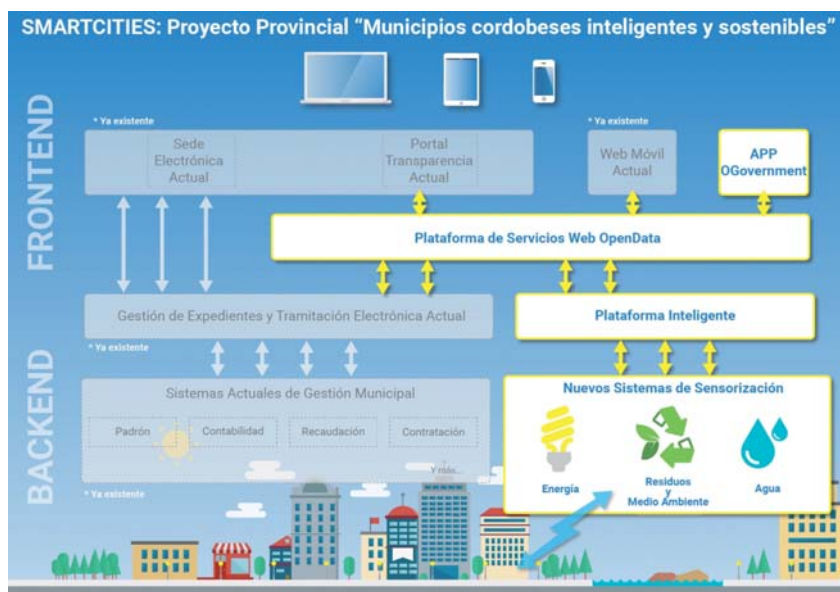 SMARTCITIES: Proyecto Provincial “Municipios cordobeses inteligentes y sostenibles”
FRONTEND
* Ya existente
* Ya existente
Sede
Electrónica
Actual
Portal
Transparencia
Actual
Web Móvil
Actual
APP
OGovernment
Plataforma de Servicios Web OpenData
Gestión de Expedientes y Tramitación Electrónica Actual
Plataforma Inteligente
* Ya existente
BACKEND
Sistemas Actuales de Gestión Municipal
Padrón
Contabilidad
Recaudación
Contratación
Y más...
* Ya existente
Nuevos Sistemas de Sensorización
Energía
Residuos
y
Medio Ambiente
Agua